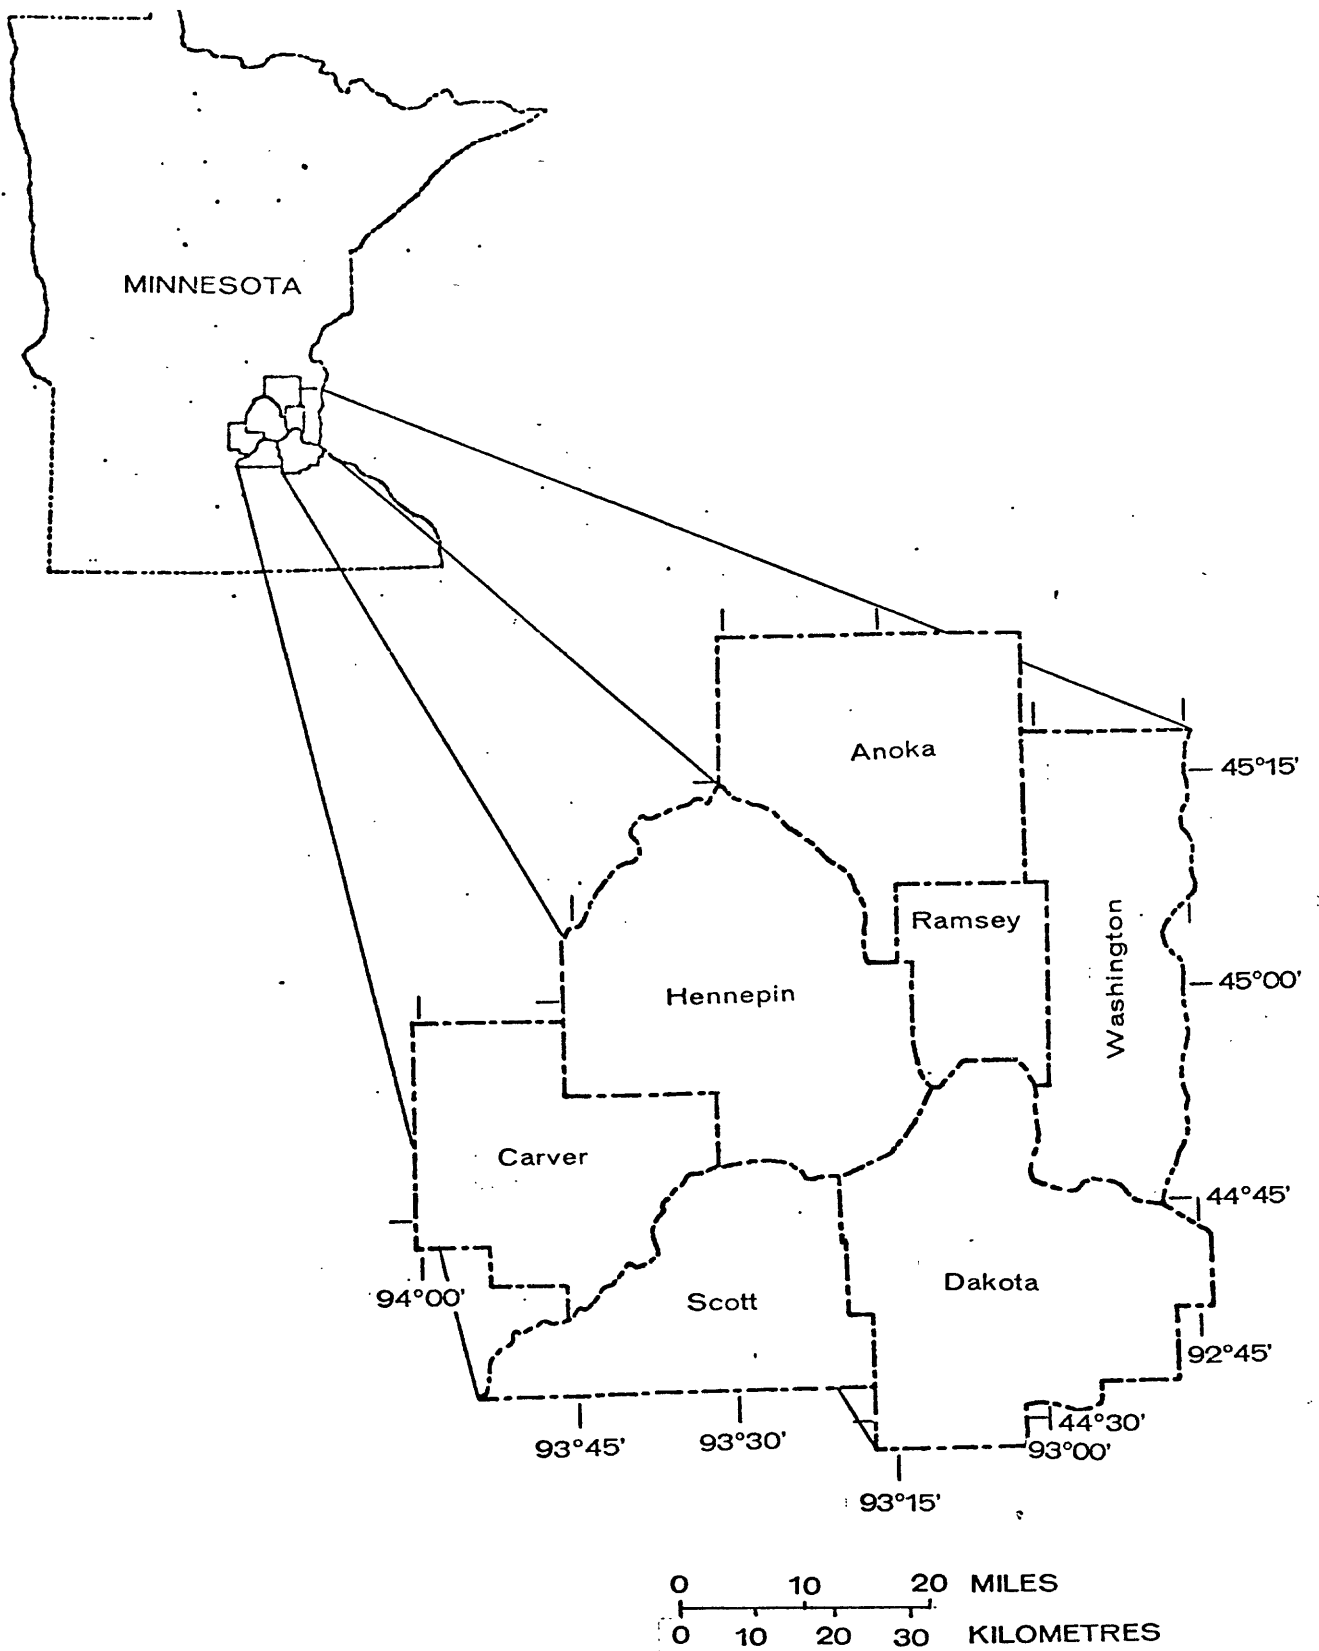 MINNESOTA
Anoka
45°15'
Ramsey
Washington
Hennepin
45°00'
Carver
44°45'
Dakota
94°00'
Scott
92°45'
44°30'
93°45'
93°30'
93°00'
93°15'
0 10 20 MILES
0 10 20 30 KILOMETRES